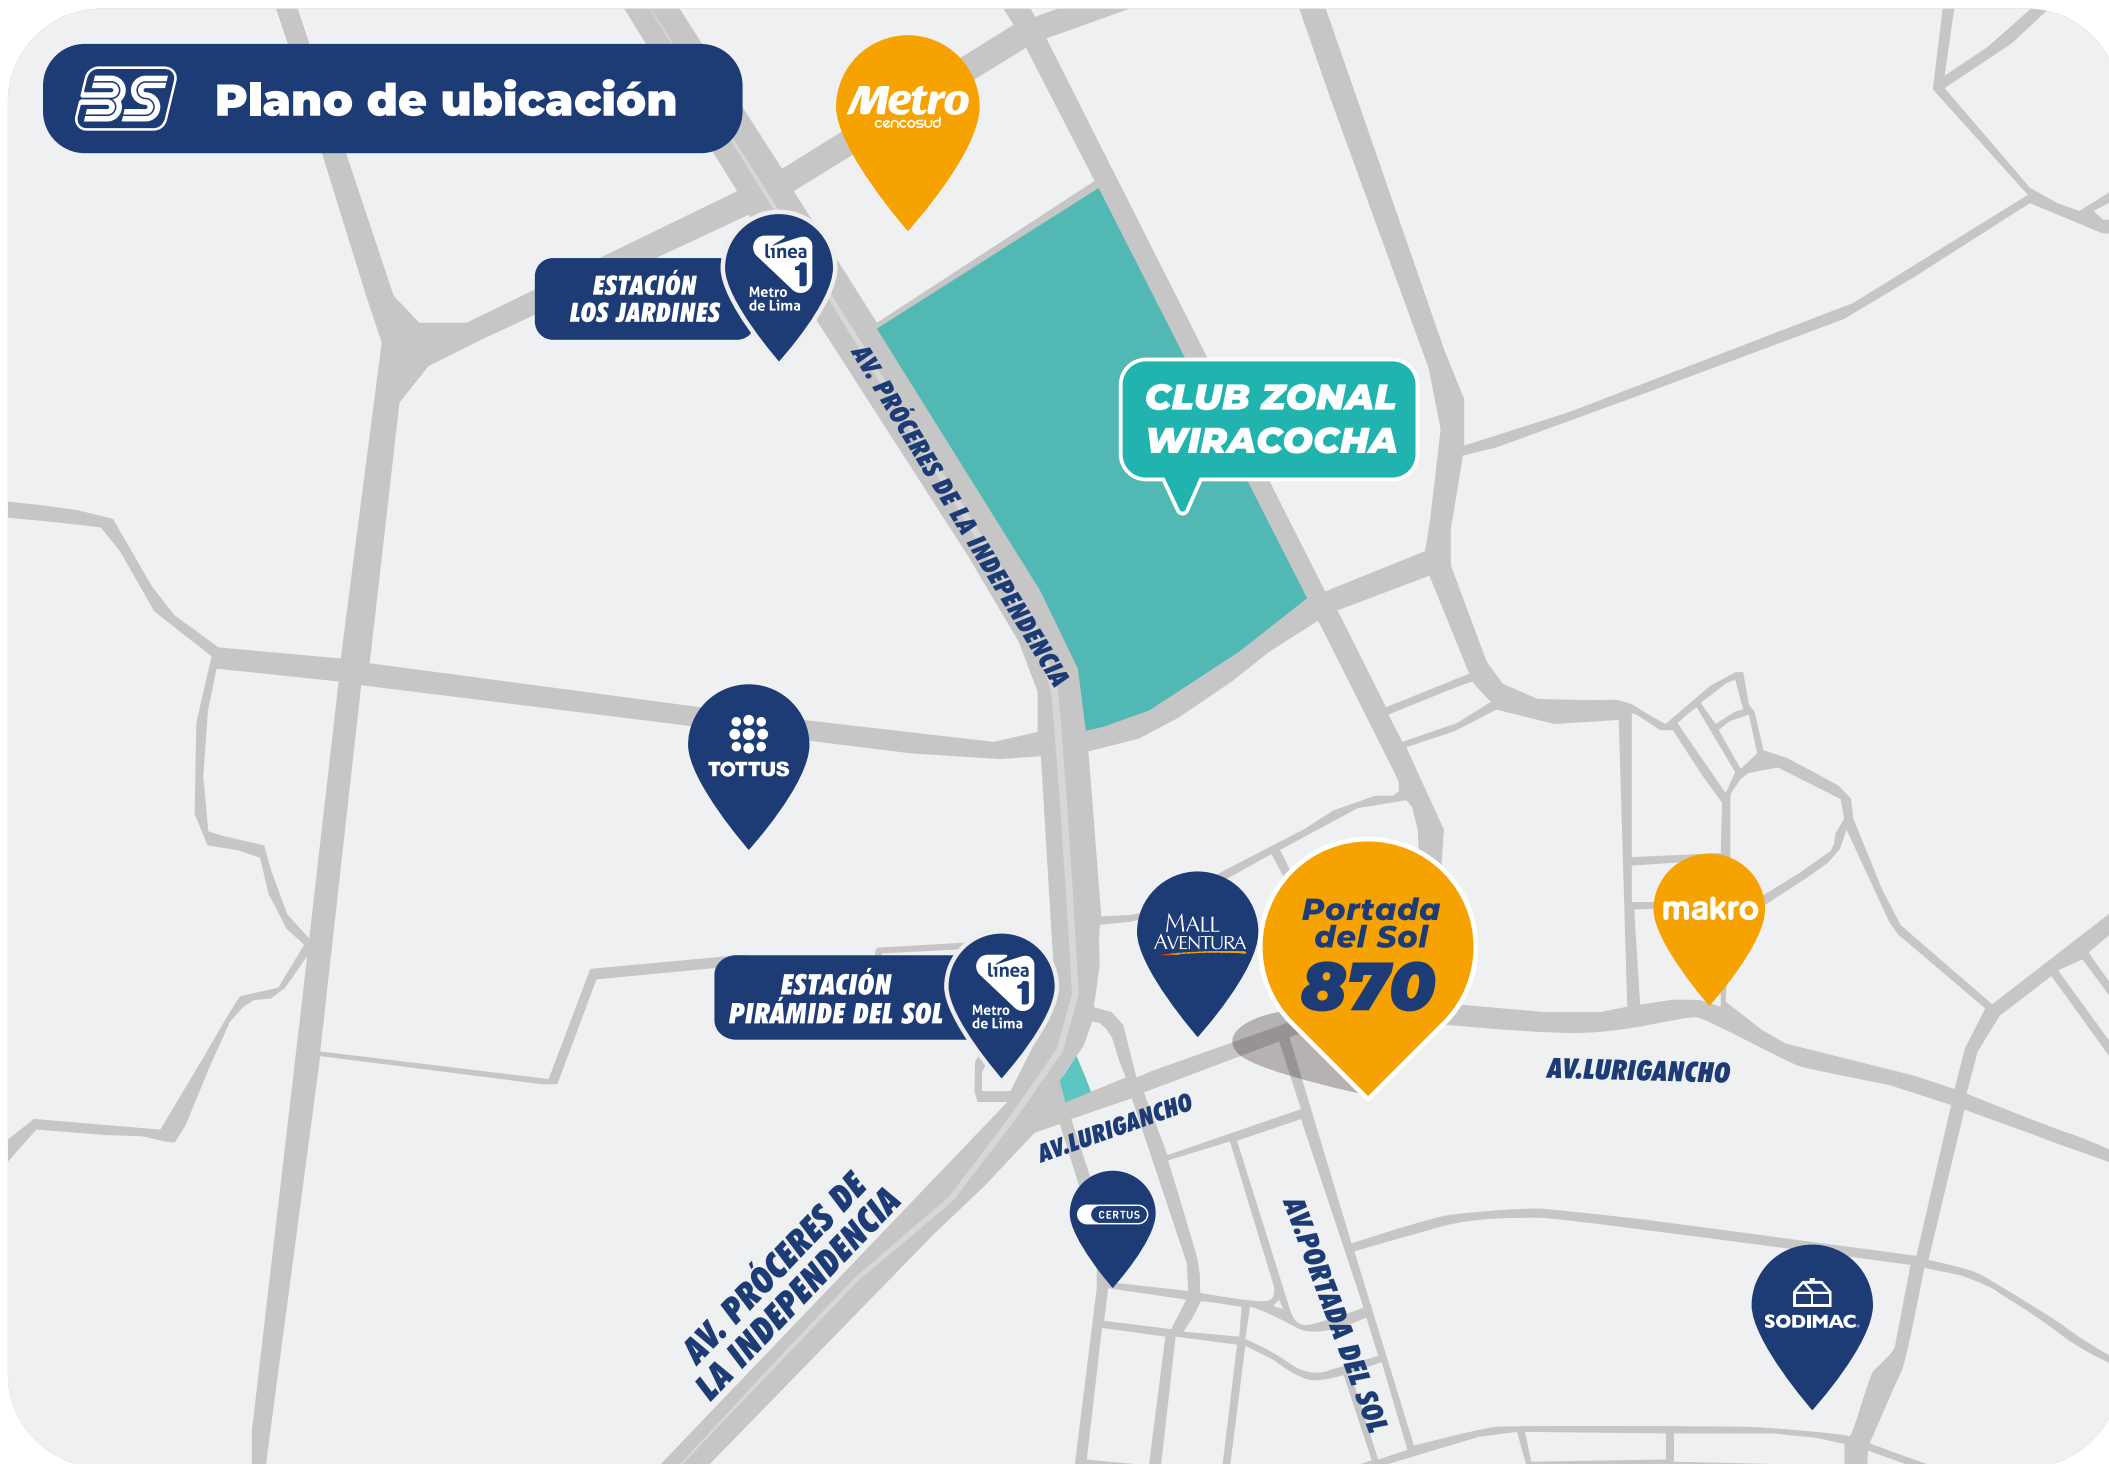 BS
Plano de ubicación
Metro
cencosud
línea
1
Metro
de Lima
ESTACIÓN
LOS JARDINES
AV. PRÓCERES DE LA INDEPENDENCIA
CLUB ZONAL
WIRACOCHA
TOTTUS
MALL
AVENTURA
Portada
del Sol
870
makro
línea
1
Metro
de Lima
ESTACIÓN
PIRÁMIDE DEL SOL
AV.LURIGANCHO
AV.LURIGANCHO
AV. PRÓCERES DE
LA INDEPENDENCIA
CERTUS
AV.PORTADA DEL SOL
SODIMAC